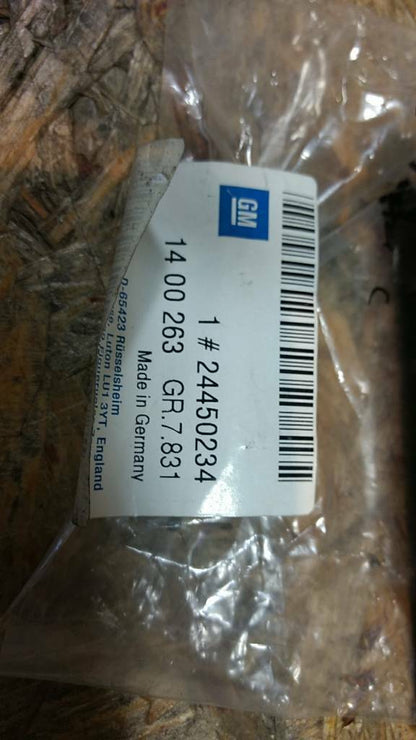 GM
1 # 24450234
14 00 263 GR.7.831
Made in Germany
D-65423 Rüsselsheim
Luton LU1 3YT, England